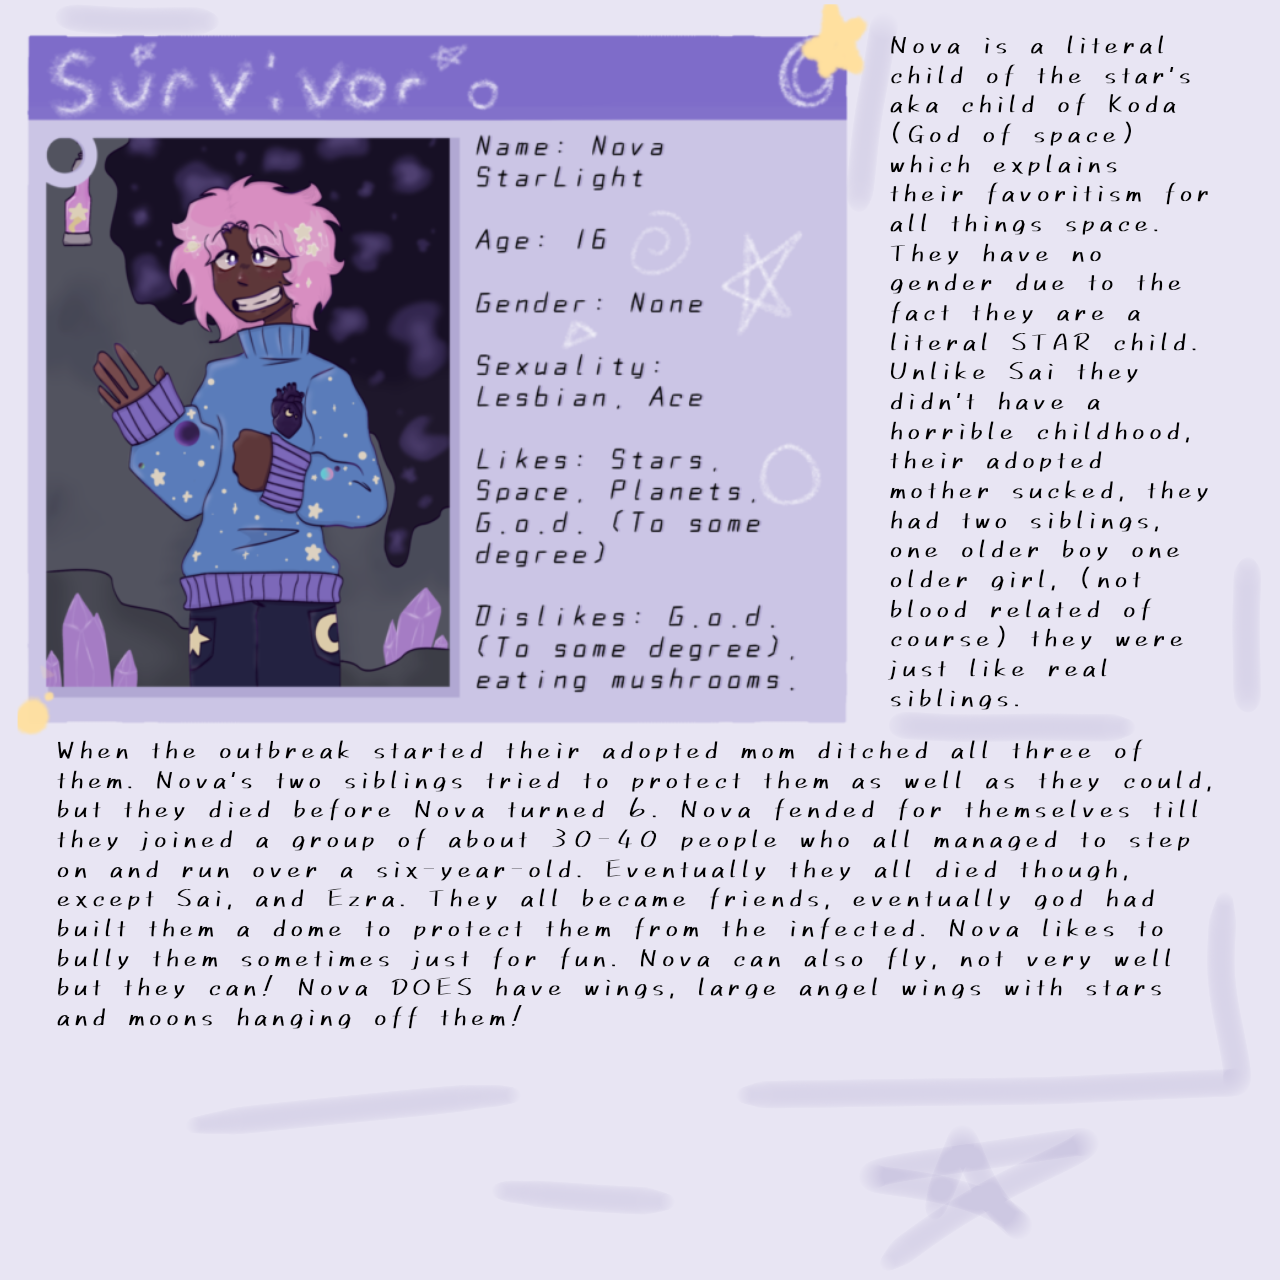 Survivor
Name: Nova
StarLight
Age: 16
Gender: None
Sexuality:
Lesbian, Ace
Likes: Stars,
Space, Planets,
G.o.d. (To some
degree)
Dislikes: G.o.d.
(To some degree),
eating mushrooms.
Nova is a literal
child of the star's
aka child of Koda
(God of space)
which explains
their favoritism for
all things space.
They have no
gender due to the
fact they are a
literal STAR child.
Unlike Sai they
didn't have a
horrible childhood,
their adopted
mother sucked, they
had two siblings,
one older boy one
older girl, (not
blood related of
course) they were
just like real
siblings.
When the outbreak started their adopted mom ditched all three of
them. Nova's two siblings tried to protect them as well as they could,
but they died before Nova turned 6. Nova fended for themselves till
they joined a group of about 30-40 people who all managed to step
on and run over a six-year-old. Eventually they all died though,
except Sai, and Ezra. They all became friends, eventually god had
built them a dome to protect them from the infected. Nova likes to
bully them sometimes just for fun. Nova can also fly, not very well
but they can! Nova DOES have wings, large angel wings with stars
and moons hanging off them!